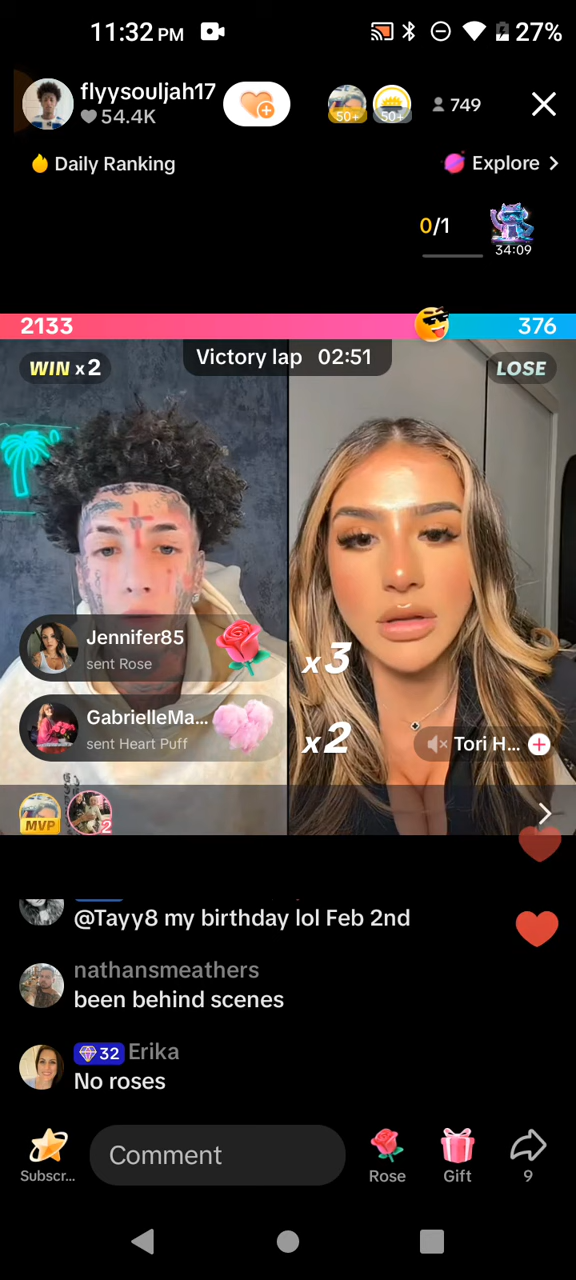 11:32 PM
27%
flyysouljah17
54.4K
50+
50+
749
Daily Ranking
Explore
0/1
34:09
2133
376
WIN x2
Victory lap 02:51
LOSE
Jennifer85
sent Rose
x3
GabrielleMa...
sent Heart Puff
x2
Tori H...
MVP
2
@Tayy8 my birthday lol Feb 2nd
nathansmeathers
been behind scenes
32 Erika
No roses
Subscr...
Comment
Rose
Gift
9